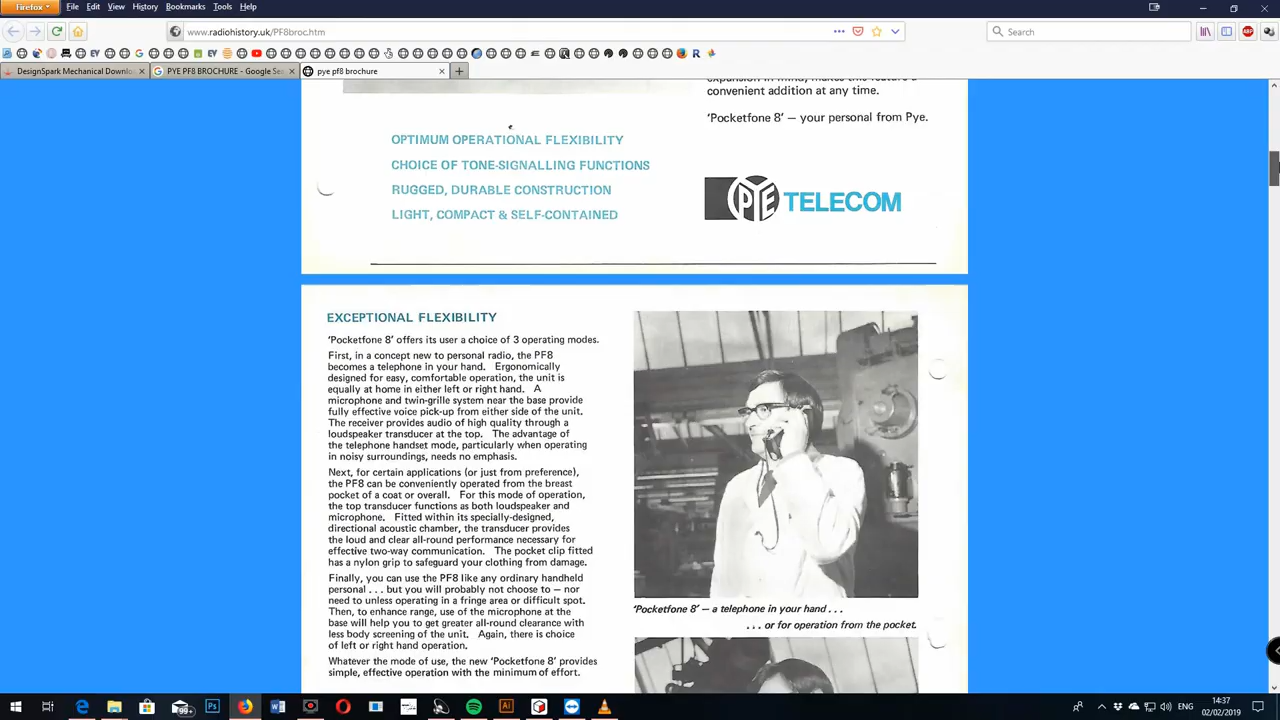 Firefox
File Edit View History Bookmarks Tools Help
www.radiohistory.uk/PF8broc.htm
Search
DesignSpark Mechanical Downlo
PYE PF8 BROCHURE - Google Se
pye pf8 brochure
expansion in mind, makes this feature a
convenient addition at any time.
'Pocketfone 8' — your personal from Pye.
OPTIMUM OPERATIONAL FLEXIBILITY
CHOICE OF TONE-SIGNALLING FUNCTIONS
RUGGED, DURABLE CONSTRUCTION
LIGHT, COMPACT & SELF-CONTAINED
PYE TELECOM
EXCEPTIONAL FLEXIBILITY
'Pocketfone 8' offers its user a choice of 3 operating modes.
First, in a concept new to personal radio, the PF8
becomes a telephone in your hand. Ergonomically
designed for easy, comfortable operation, the unit is
equally at home in either left or right hand. A
microphone and twin-grille system near the base provide
fully effective voice pick-up from either side of the unit.
The receiver provides audio of high quality through a
loudspeaker transducer at the top. The advantage of
the telephone handset mode, particularly when operating
in noisy surroundings, needs no emphasis.
Next, for certain applications (or just from preference),
the PF8 can be conveniently operated from the breast
pocket of a coat or overall. For this mode of operation,
the top transducer functions as both loudspeaker and
microphone. Fitted within its specially-designed,
directional acoustic chamber, the transducer provides
the loud and clear all-round performance necessary for
effective two-way communication. The pocket clip fitted
has a nylon grip to safeguard your clothing from damage.
Finally, you can use the PF8 like any ordinary handheld
personal . . . but you will probably not choose to — nor
need to unless operating in a fringe area or difficult spot.
Then, to enhance range, use of the microphone at the
base will help you to get greater all-round clearance with
less body screening of the unit. Again, there is choice
of left or right hand operation.
Whatever the mode of use, the new 'Pocketfone 8' provides
simple, effective operation with the minimum of effort.
'Pocketfone 8' — a telephone in your hand . . .
. . . or for operation from the pocket.
99+
14:37
02/02/2019